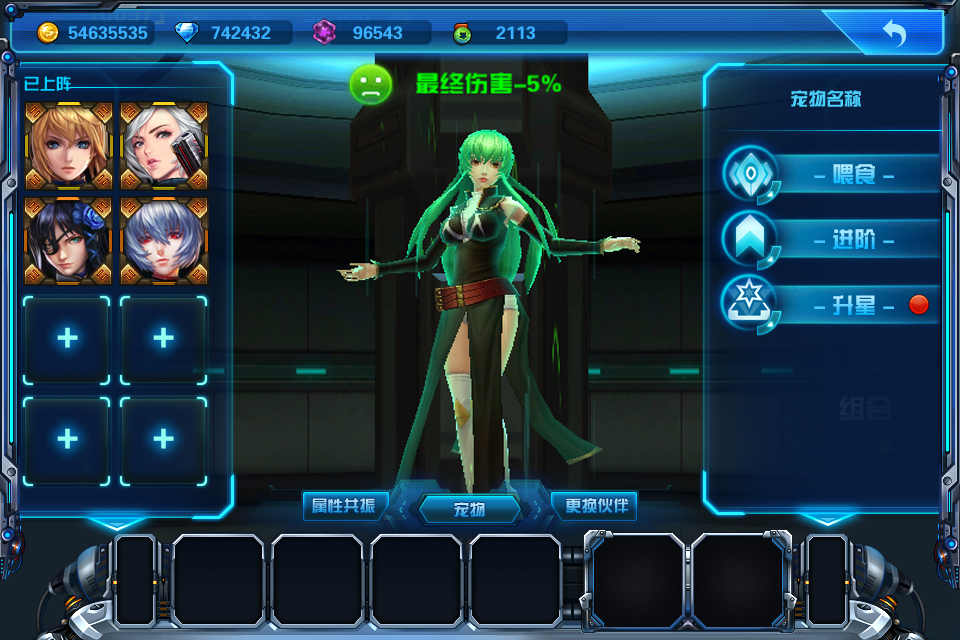 54635535
742432
96543
2113
已上阵
最终伤害-5%
宠物名称
- 喂食 -
- 进阶 -
- 升星 -
组合
属性共振
宠物
更换伙伴